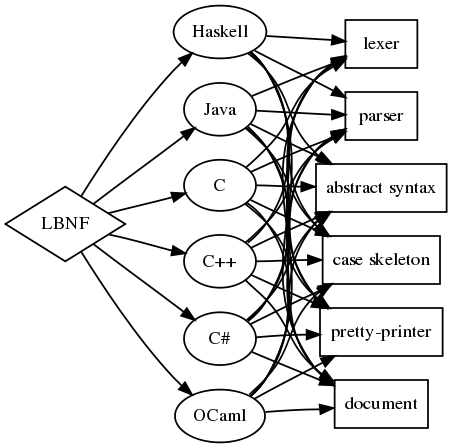 LBNF
Haskell
Java
C
C++
C#
OCaml
lexer
parser
abstract syntax
case skeleton
pretty-printer
document